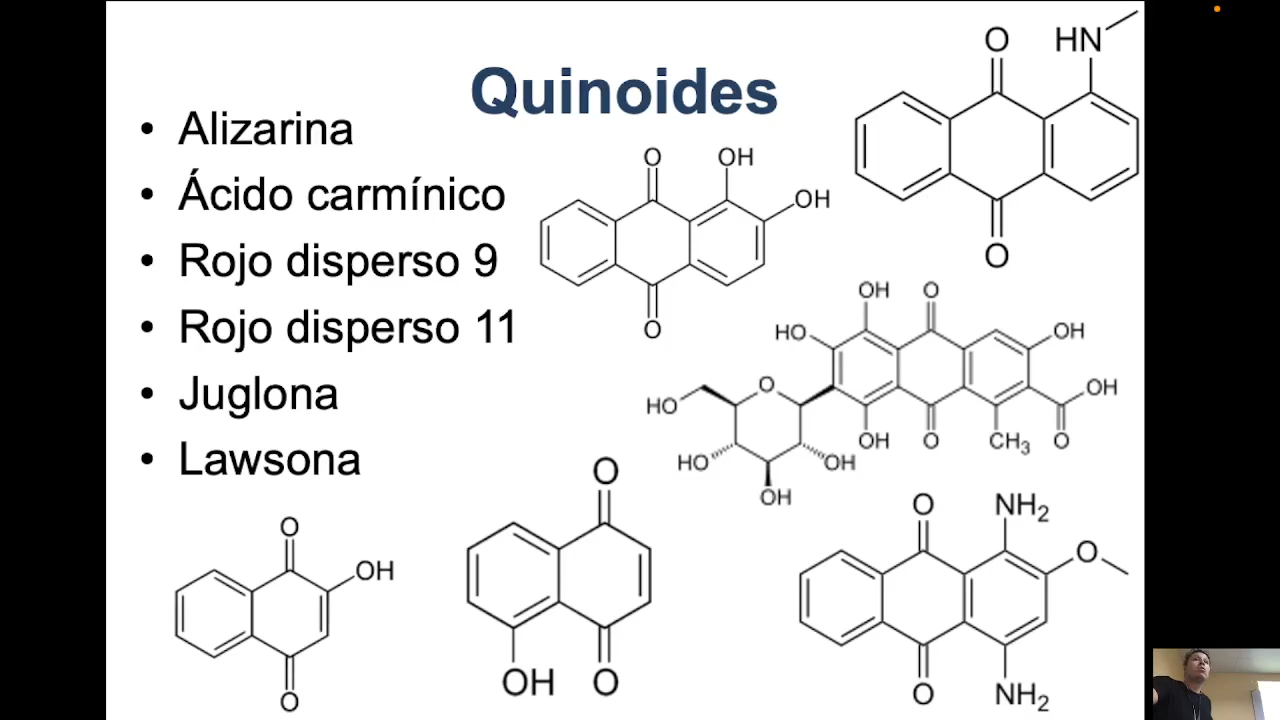 Quinoides
• Alizarina
• Ácido carmínico
• Rojo disperso 9
• Rojo disperso 11
• Juglona
• Lawsona
O HN
O
O OH
OH
O
OH O
HO OH
O OH
HO
OH O CH3 O
HO OH
OH
O
OH
O
O
OH O
O NH2
O
O NH2